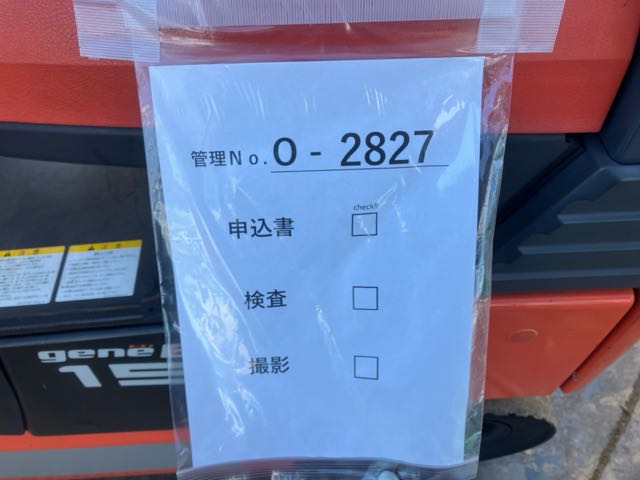 管理No. O - 2827
check!!
申込書 □
検査 □
撮影 □
gene
15